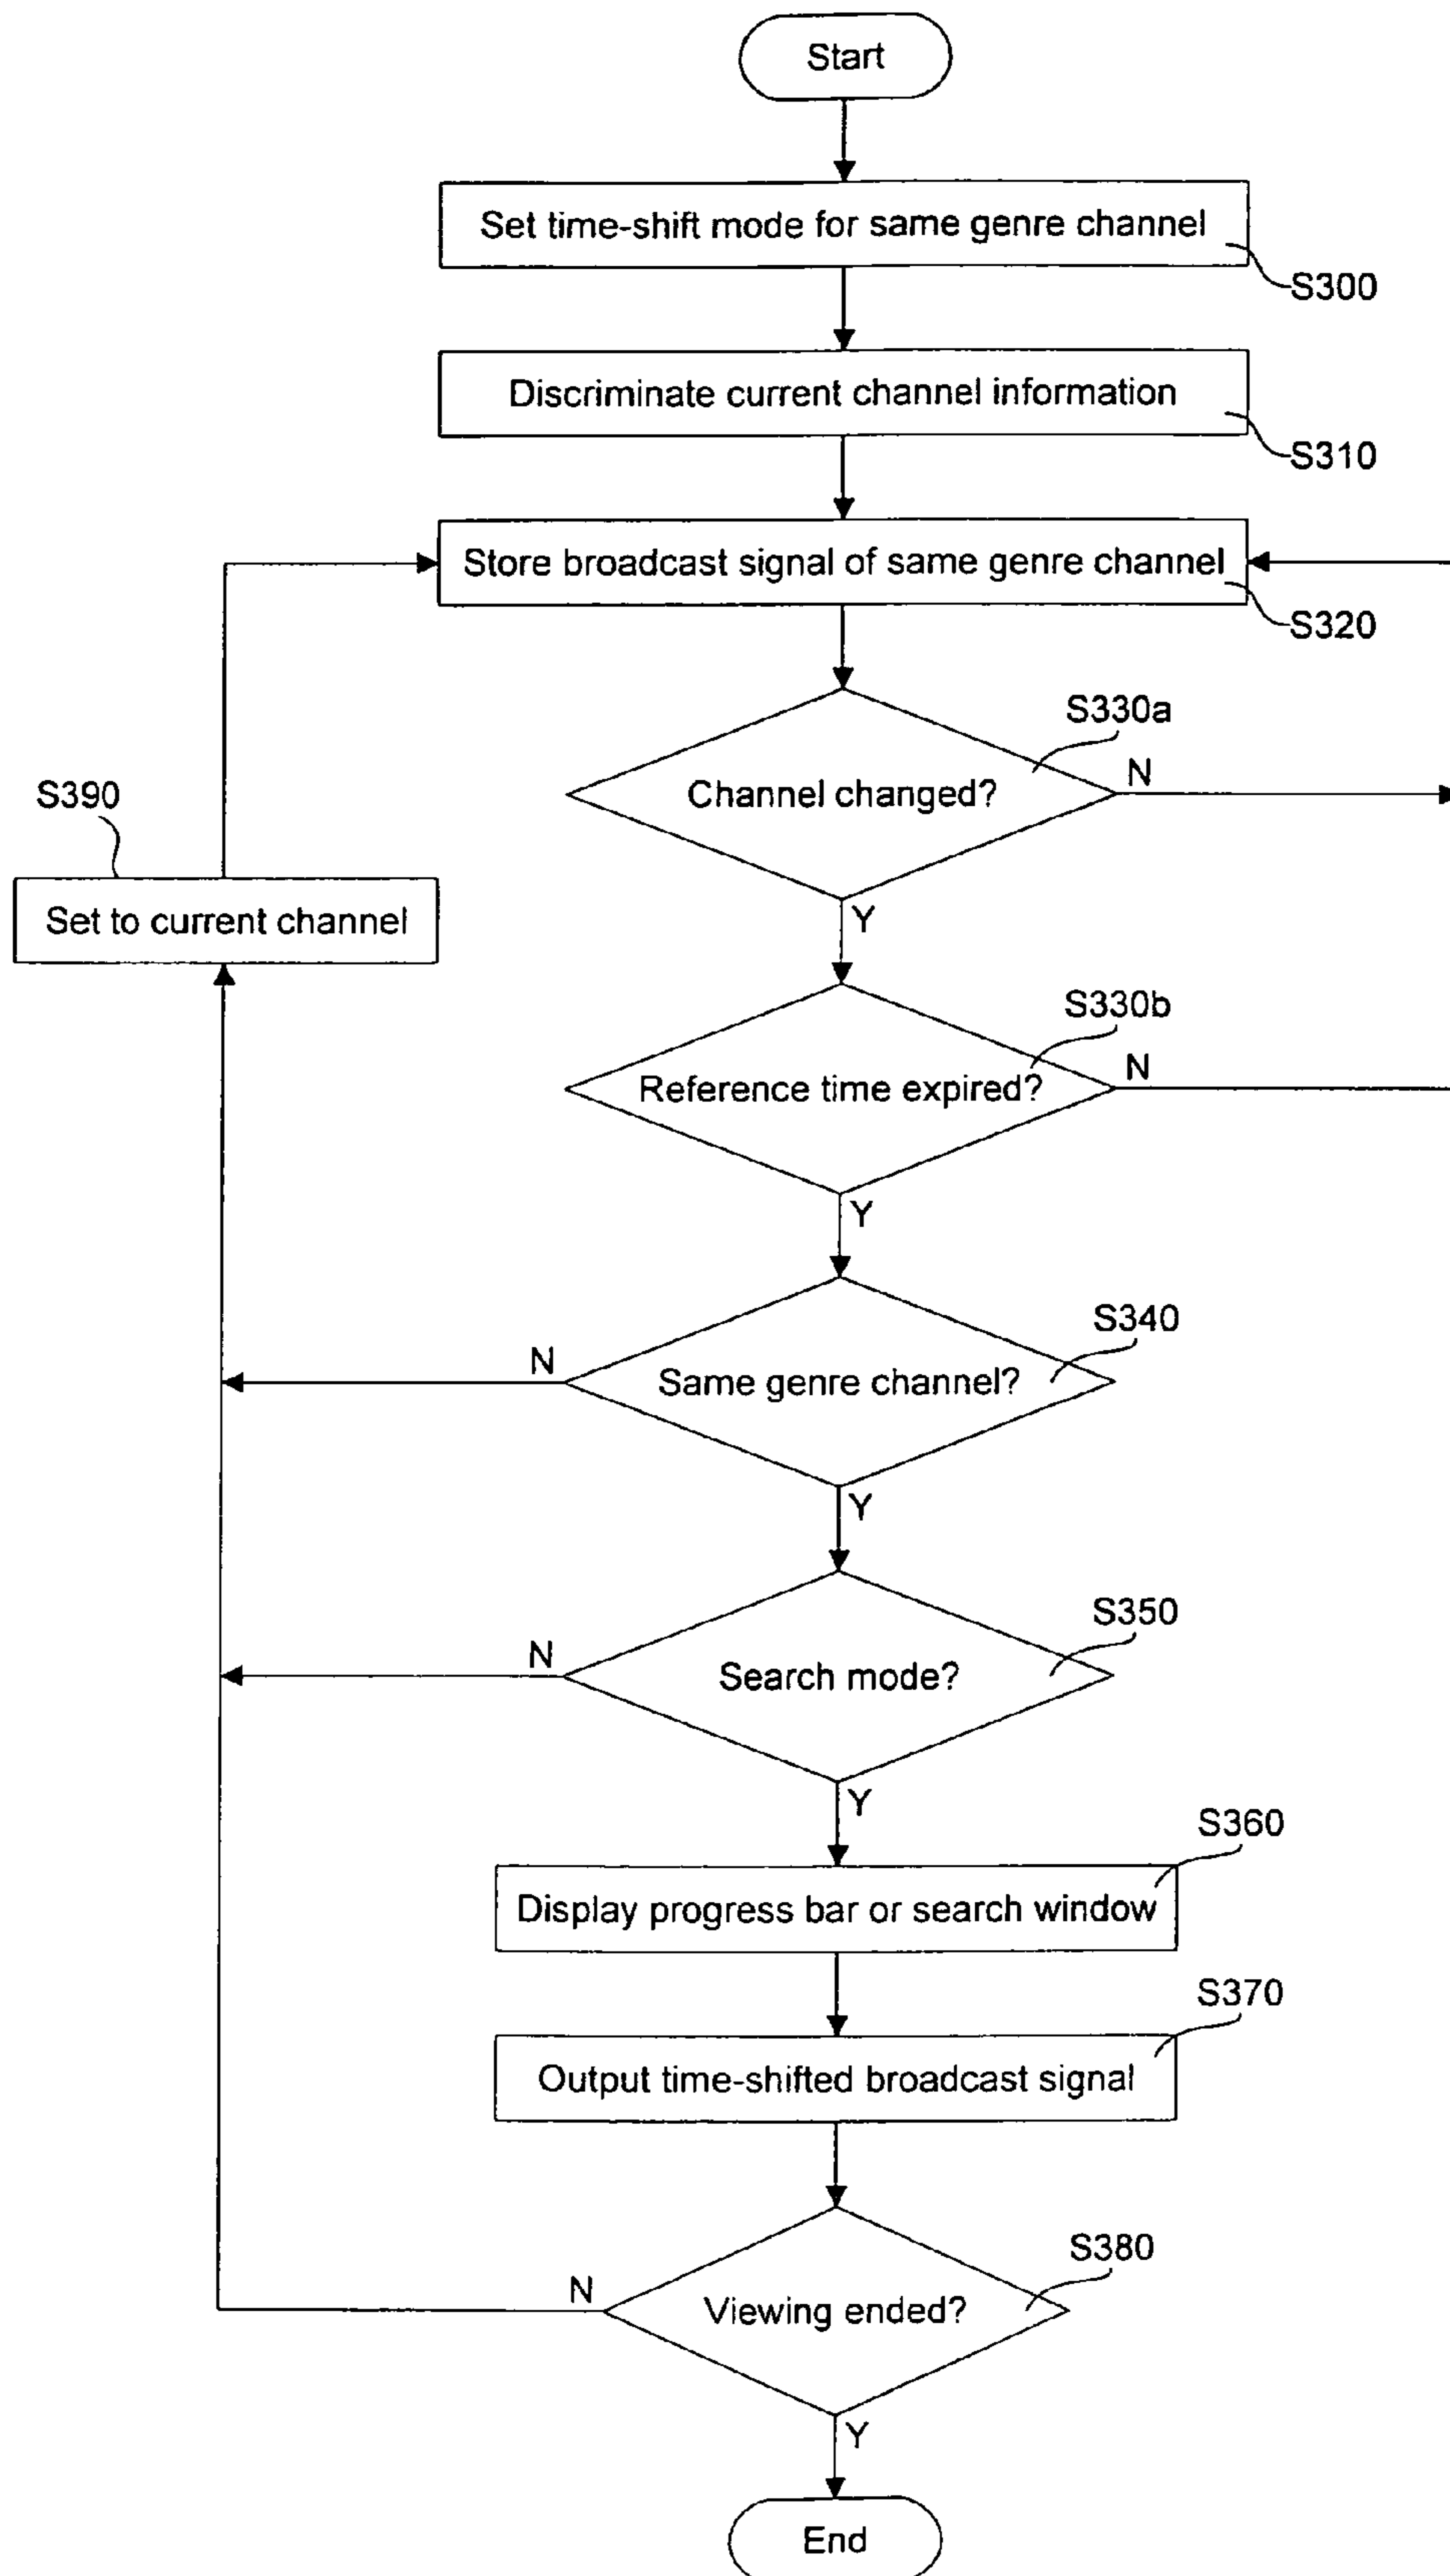 Start
Set time-shift mode for same genre channel
S300
Discriminate current channel information
S310
Store broadcast signal of same genre channel
S320
S330a
Channel changed?
N
Y
S390
Set to current channel
S330b
Reference time expired?
N
Y
S340
Same genre channel?
N
Y
S350
Search mode?
N
Y
S360
Display progress bar or search window
S370
Output time-shifted broadcast signal
S380
Viewing ended?
N
Y
End